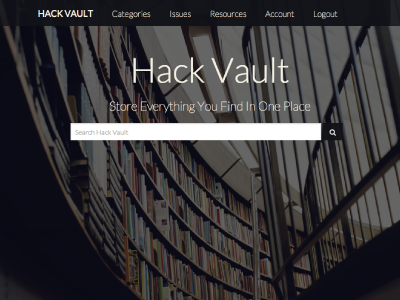 HACK VAULT Categories Issues Resources Account Logout
Hack Vault
Store Everything You Find In One Place
Search Hack Vault